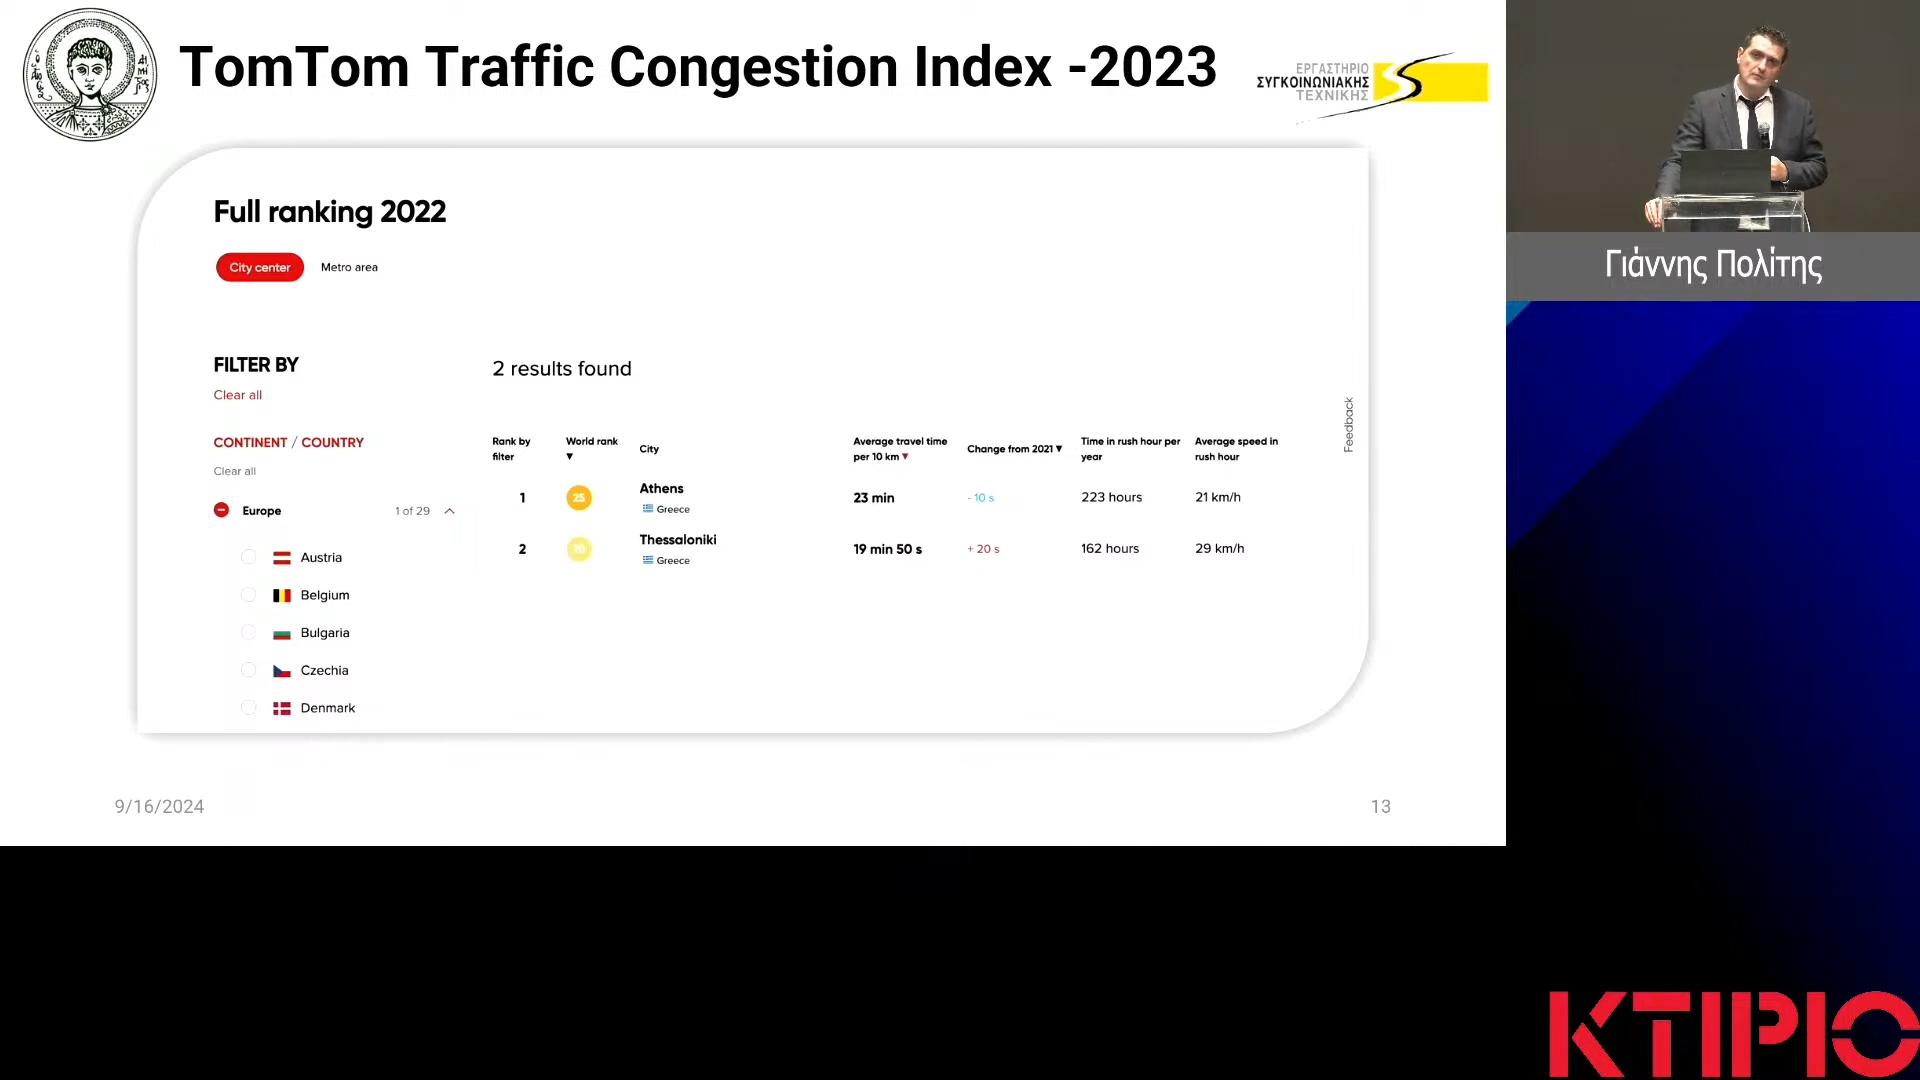 TomTom Traffic Congestion Index -2023
ΕΡΓΑΣΤΗΡΙΟ
ΣΥΓΚΟΙΝΩΝΙΑΚΗΣ
ΤΕΧΝΙΚΗΣ
Full ranking 2022
City center Metro area
FILTER BY
Clear all
2 results found
CONTINENT / COUNTRY
Clear all
Europe 1 of 29
Austria
Belgium
Bulgaria
Czechia
Denmark
Rank by filter World rank ▼ City Average travel time per 10 km ▼ Change from 2021 ▼ Time in rush hour per year Average speed in rush hour
1 25 Athens 23 min - 10 s 223 hours 21 km/h
Greece
2 Thessaloniki 19 min 50 s + 20 s 162 hours 29 km/h
Greece
Feedback
9/16/2024
13
Γιάννης Πολίτης
ΚΤΙΡΙΟ